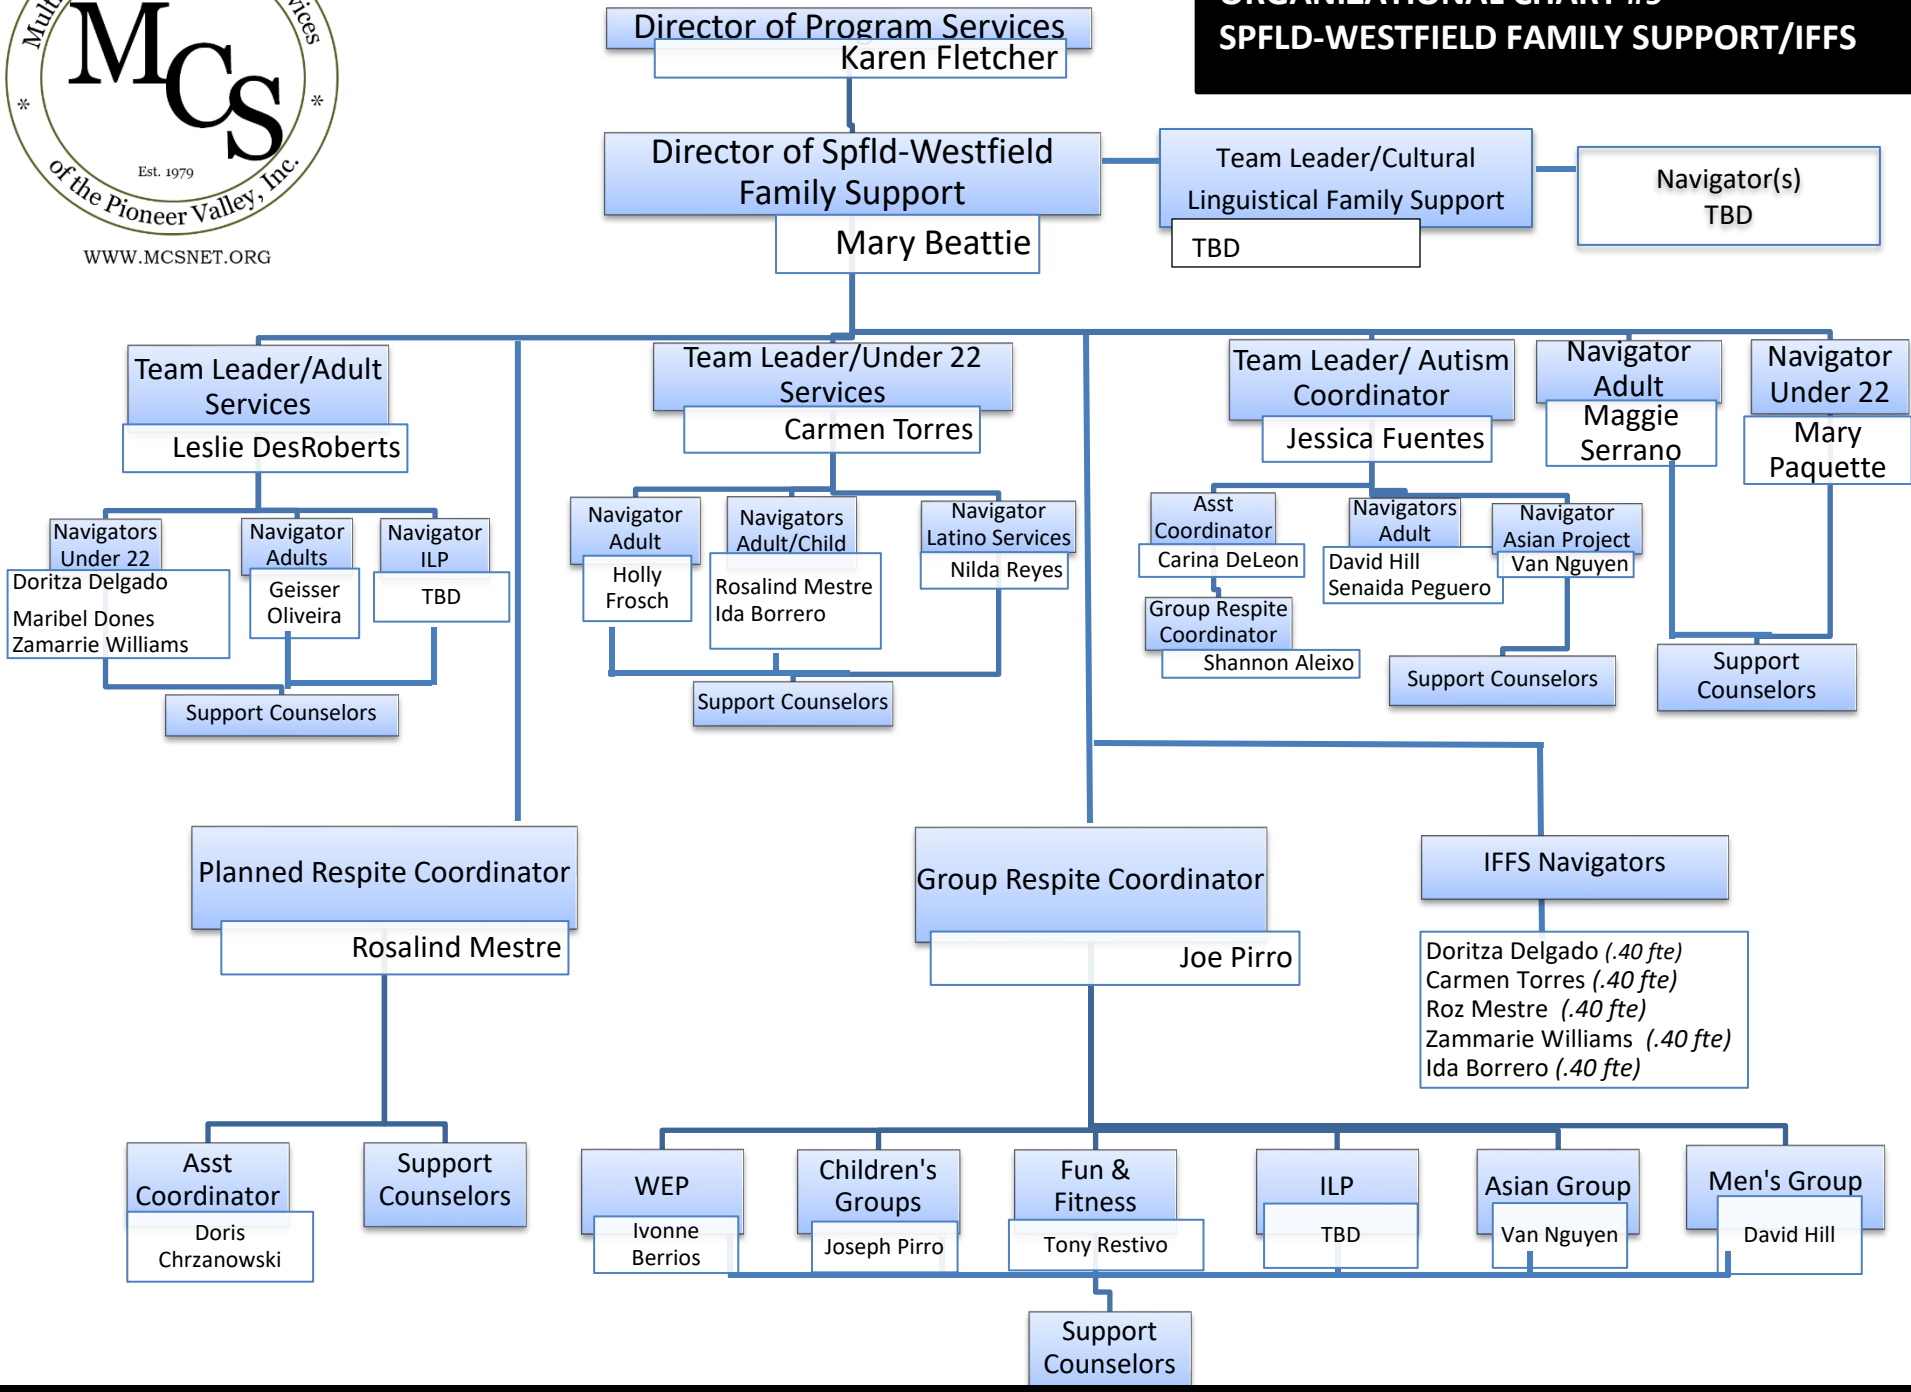 MCS
Est. 1979
of the Pioneer Valley, Inc.
WWW.MCSNET.ORG
SPFLD-WESTFIELD FAMILY SUPPORT/IFFS
Director of Program Services
Karen Fletcher
Director of Spfld-Westfield
Family Support
Mary Beattie
Team Leader/Cultural
Linguistical Family Support
TBD
Navigator(s)
TBD
Team Leader/Adult
Services
Leslie DesRoberts
Team Leader/Under 22
Services
Carmen Torres
Team Leader/ Autism
Coordinator
Jessica Fuentes
Navigator
Adult
Maggie
Serrano
Navigator
Under 22
Mary
Paquette
Navigators
Under 22
Doritza Delgado
Maribel Dones
Zamarrie Williams
Navigator
Adults
Geisser
Oliveira
Navigator
ILP
TBD
Support Counselors
Navigator
Adult
Holly
Frosch
Navigators
Adult/Child
Rosalind Mestre
Ida Borrero
Navigator
Latino Services
Nilda Reyes
Support Counselors
Asst
Coordinator
Carina DeLeon
Group Respite
Coordinator
Shannon Aleixo
Navigators
Adult
David Hill
Senaida Peguero
Navigator
Asian Project
Van Nguyen
Support Counselors
Support
Counselors
Planned Respite Coordinator
Rosalind Mestre
Group Respite Coordinator
Joe Pirro
IFFS Navigators
Doritza Delgado (.40 fte)
Carmen Torres (.40 fte)
Roz Mestre (.40 fte)
Zammarie Williams (.40 fte)
Ida Borrero (.40 fte)
Asst
Coordinator
Doris
Chrzanowski
Support
Counselors
WEP
Ivonne
Berrios
Children's
Groups
Joseph Pirro
Fun &
Fitness
Tony Restivo
ILP
TBD
Asian Group
Van Nguyen
Men's Group
David Hill
Support
Counselors